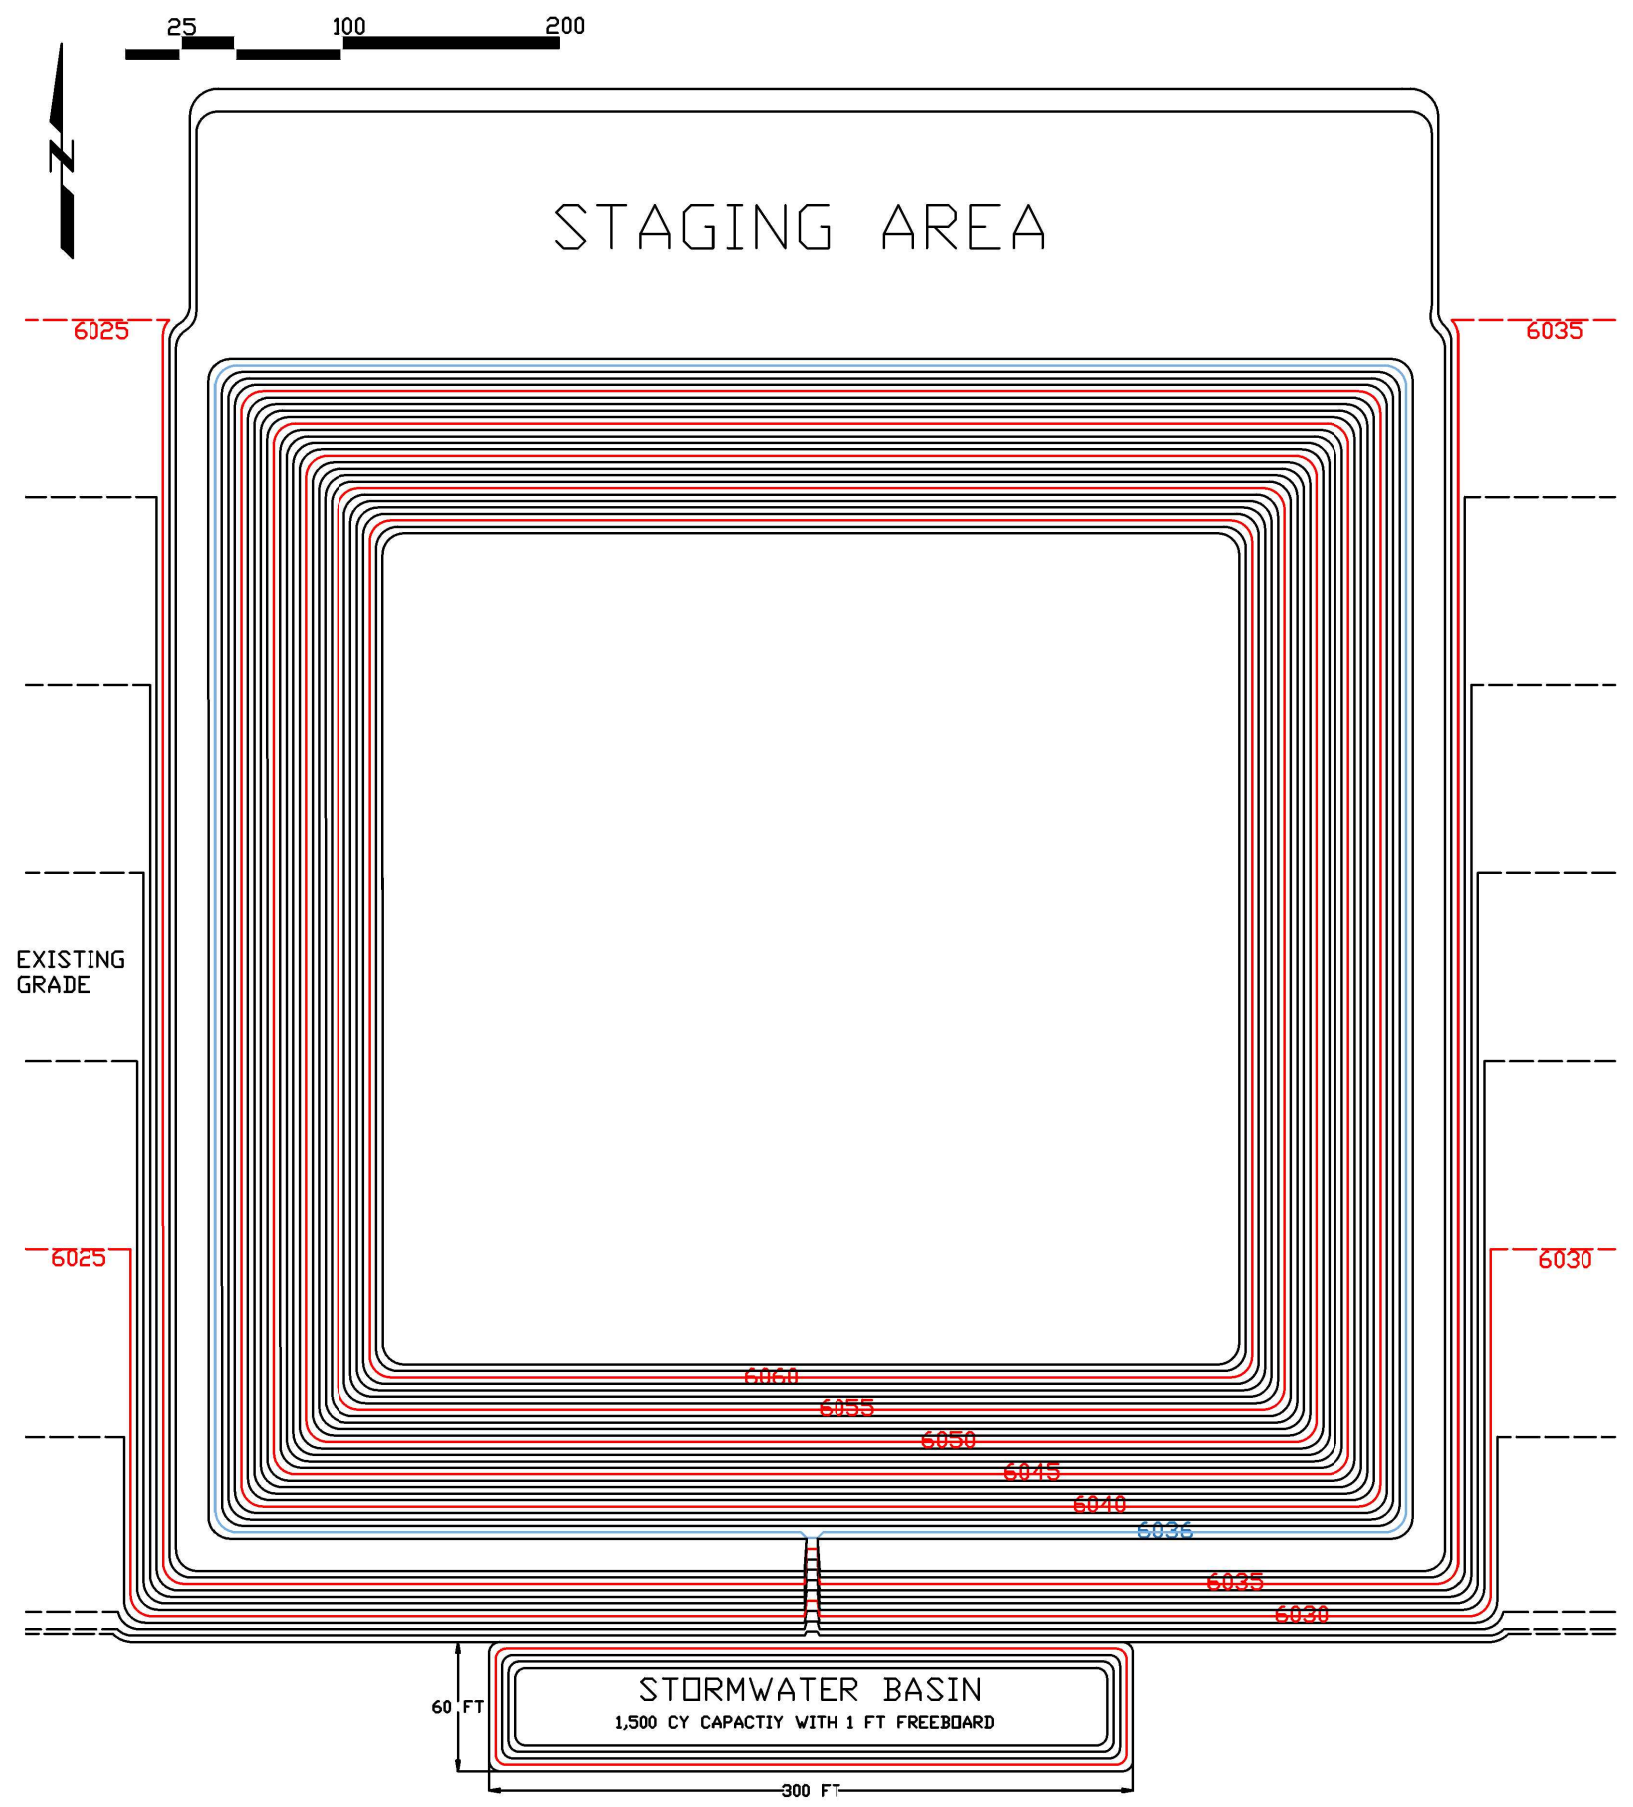 25 100 200
N
STAGING AREA
6025
6035
EXISTING
GRADE
6025
6030
6060
6055
6050
6045
6040
6036
6035
6030
STORMWATER BASIN
60 FT
1,500 CY CAPACTIY WITH 1 FT FREEBOARD
300 FT